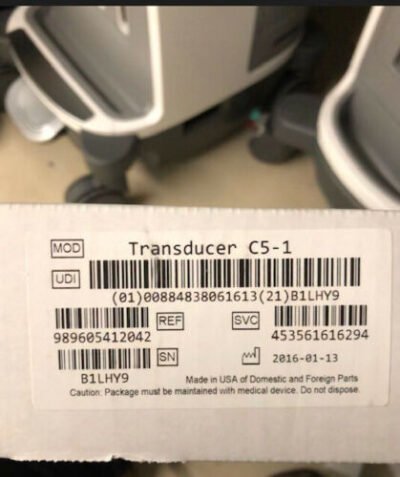 MOD Transducer C5-1
UDI
(01)00884838061613(21)B1LHY9
REF SVC
989605412042 453561616294
SN 2016-01-13
B1LHY9 Made in USA of Domestic and Foreign Parts
Caution: Package must be maintained with medical device. Do not dispose.